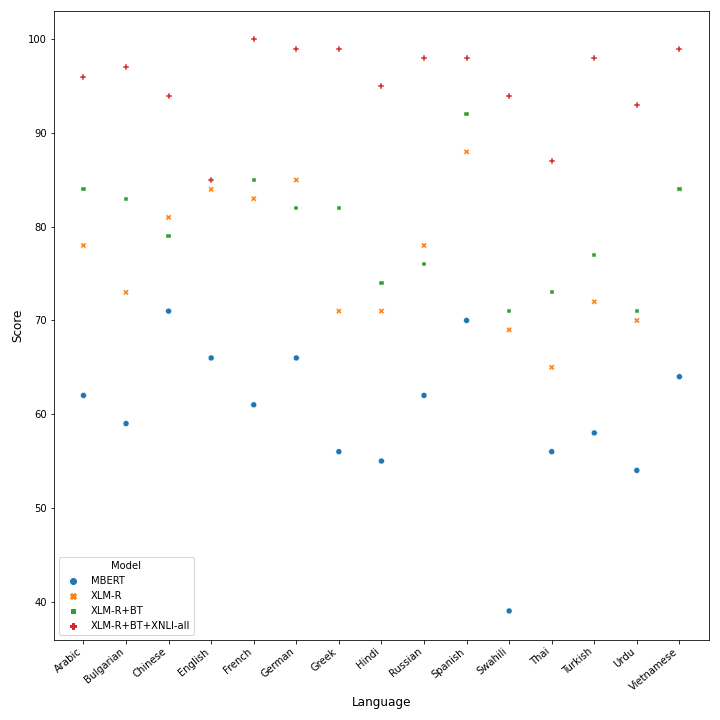 100
90
80
70
60
50
40
Score
Model
MBERT
XLM-R
XLM-R+BT
XLM-R+BT+XNLI-all
Arabic
Bulgarian
Chinese
English
French
German
Greek
Hindi
Russian
Spanish
Swahili
Thai
Turkish
Urdu
Vietnamese
Language